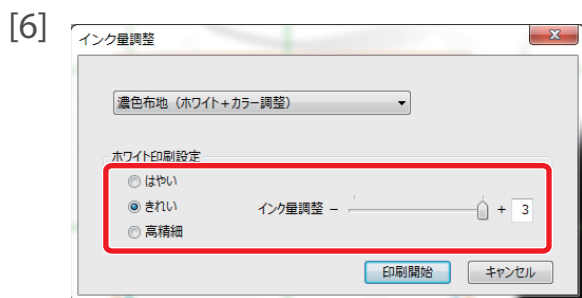 [6]
インク量調整
x
濃色布地（ホワイト+カラー調整）
ホワイト印刷設定
はやい
きれい
インク量調整 − + 3
高精細
印刷開始 キャンセル